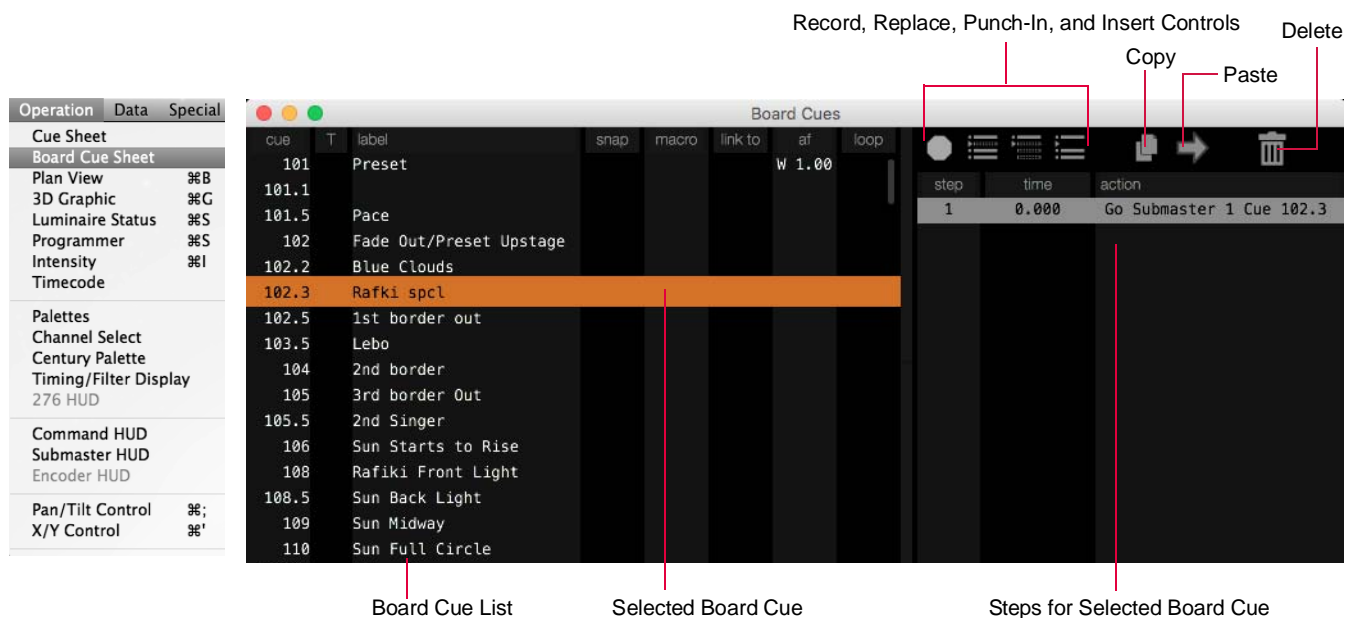 Record, Replace, Punch-In, and Insert Controls
Delete
Copy
Paste
Operation Data Special
Cue Sheet
Board Cue Sheet
Plan View ⌘B
3D Graphic ⌘G
Luminaire Status ⌘S
Programmer ⌘S
Intensity ⌘I
Timecode
Palettes
Channel Select
Century Palette
Timing/Filter Display
276 HUD
Command HUD
Submaster HUD
Encoder HUD
Pan/Tilt Control ⌘;
X/Y Control ⌘'
Board Cues
cue T label snap macro link to af loop
101 Preset W 1.00
101.1
101.5 Pace
102 Fade Out/Preset Upstage
102.2 Blue Clouds
102.3 Rafki spcl
102.5 1st border out
103.5 Lebo
104 2nd border
105 3rd border Out
105.5 2nd Singer
106 Sun Starts to Rise
108 Rafiki Front Light
108.5 Sun Back Light
109 Sun Midway
110 Sun Full Circle
step time action
1 0.000 Go Submaster 1 Cue 102.3
Board Cue List
Selected Board Cue
Steps for Selected Board Cue